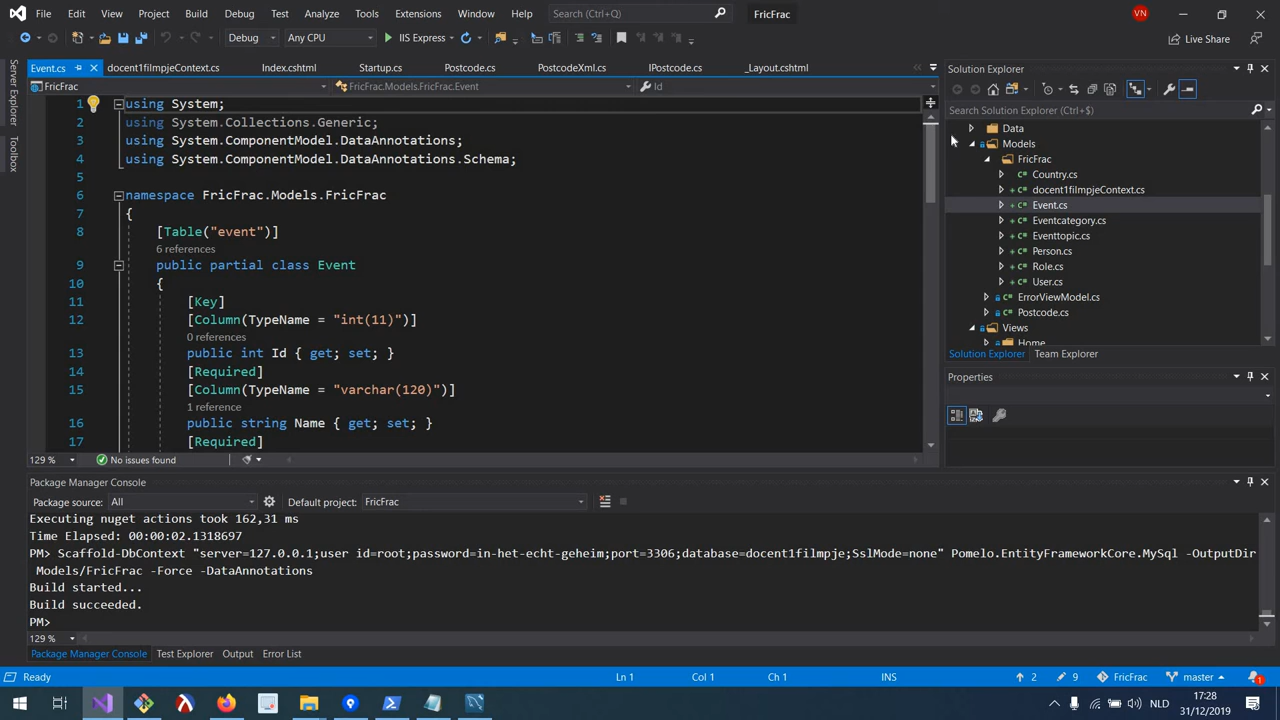 File Edit View Project Build Debug Test Analyze Tools Extensions Window Help Search (Ctrl+Q) FricFrac VN
Debug Any CPU IIS Express Live Share
Server Explorer
Toolbox
Event.cs docent1filmpjeContext.cs Index.cshtml Startup.cs Postcode.cs PostcodeXml.cs IPostcode.cs _Layout.cshtml
FricFrac FricFrac.Models.FricFrac.Event Id
1 using System;
2 using System.Collections.Generic;
3 using System.ComponentModel.DataAnnotations;
4 using System.ComponentModel.DataAnnotations.Schema;
5
6 namespace FricFrac.Models.FricFrac
7 {
8 [Table("event")]
6 references
9 public partial class Event
10 {
11 [Key]
12 [Column(TypeName = "int(11)")]
0 references
13 public int Id { get; set; }
14 [Required]
15 [Column(TypeName = "varchar(120)")]
1 reference
16 public string Name { get; set; }
17 [Required]
129 % No issues found
Solution Explorer
Search Solution Explorer (Ctrl+$)
Data
Models
FricFrac
Country.cs
docent1filmpjeContext.cs
Event.cs
Eventcategory.cs
Eventtopic.cs
Person.cs
Role.cs
User.cs
ErrorViewModel.cs
Postcode.cs
Views
Home
Solution Explorer Team Explorer
Properties
Package Manager Console
Package source: All Default project: FricFrac
Executing nuget actions took 162,31 ms
Time Elapsed: 00:00:02.1318697
PM> Scaffold-DbContext "server=127.0.0.1;user id=root;password=in-het-echt-geheim;port=3306;database=docent1filmpje;SslMode=none" Pomelo.EntityFrameworkCore.MySql -OutputDir
Models/FricFrac -Force -DataAnnotations
Build started...
Build succeeded.
PM>
129 %
Package Manager Console Test Explorer Output Error List
Ready Ln 1 Col 1 Ch 1 INS 2 9 FricFrac master 1
NLD 17:28
31/12/2019